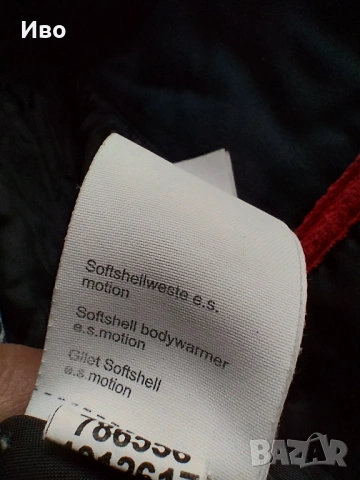 Иво
Softshellweste e.s.
motion
Softshell bodywarmer
e.s.motion
Gilet Softshell
e.s.motion
786556
BAZAR